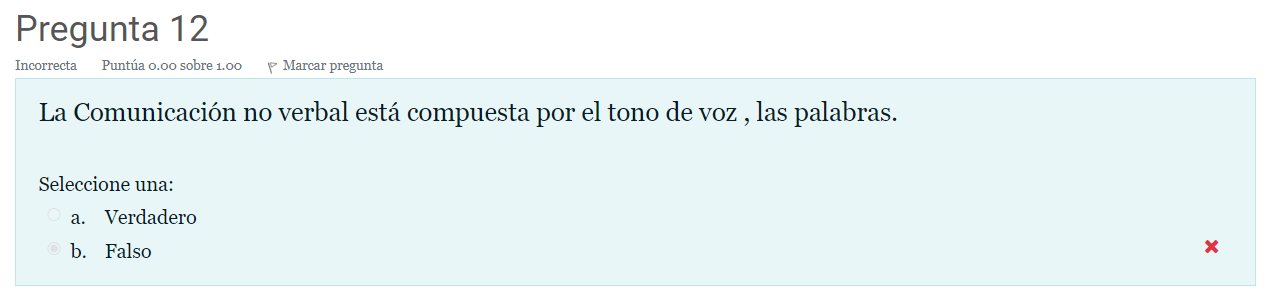 Pregunta 12
Incorrecta Puntúa 0.00 sobre 1.00 Marcar pregunta
La Comunicación no verbal está compuesta por el tono de voz , las palabras.
Seleccione una:
a. Verdadero
b. Falso